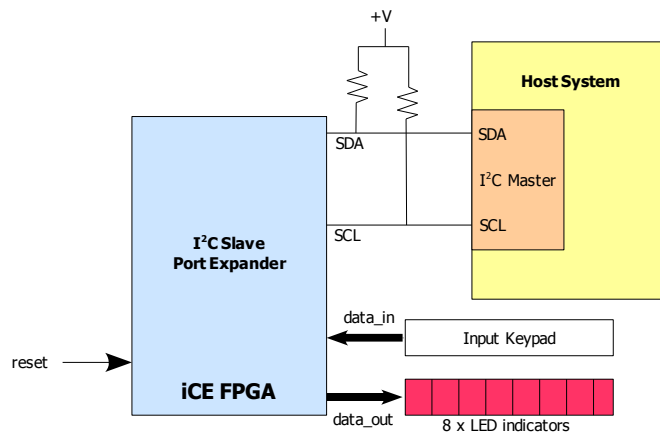 +V
Host System
SDA
SDA
I²C Master
SCL
SCL
I²C Slave
Port Expander
data_in
Input Keypad
reset
iCE FPGA
data_out
8 x LED indicators